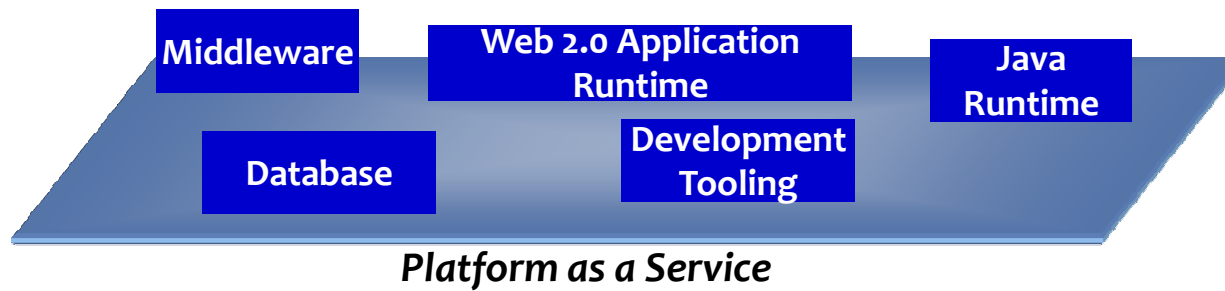 Middleware
Web 2.0 Application
Runtime
Java
Runtime
Database
Development
Tooling
Platform as a Service